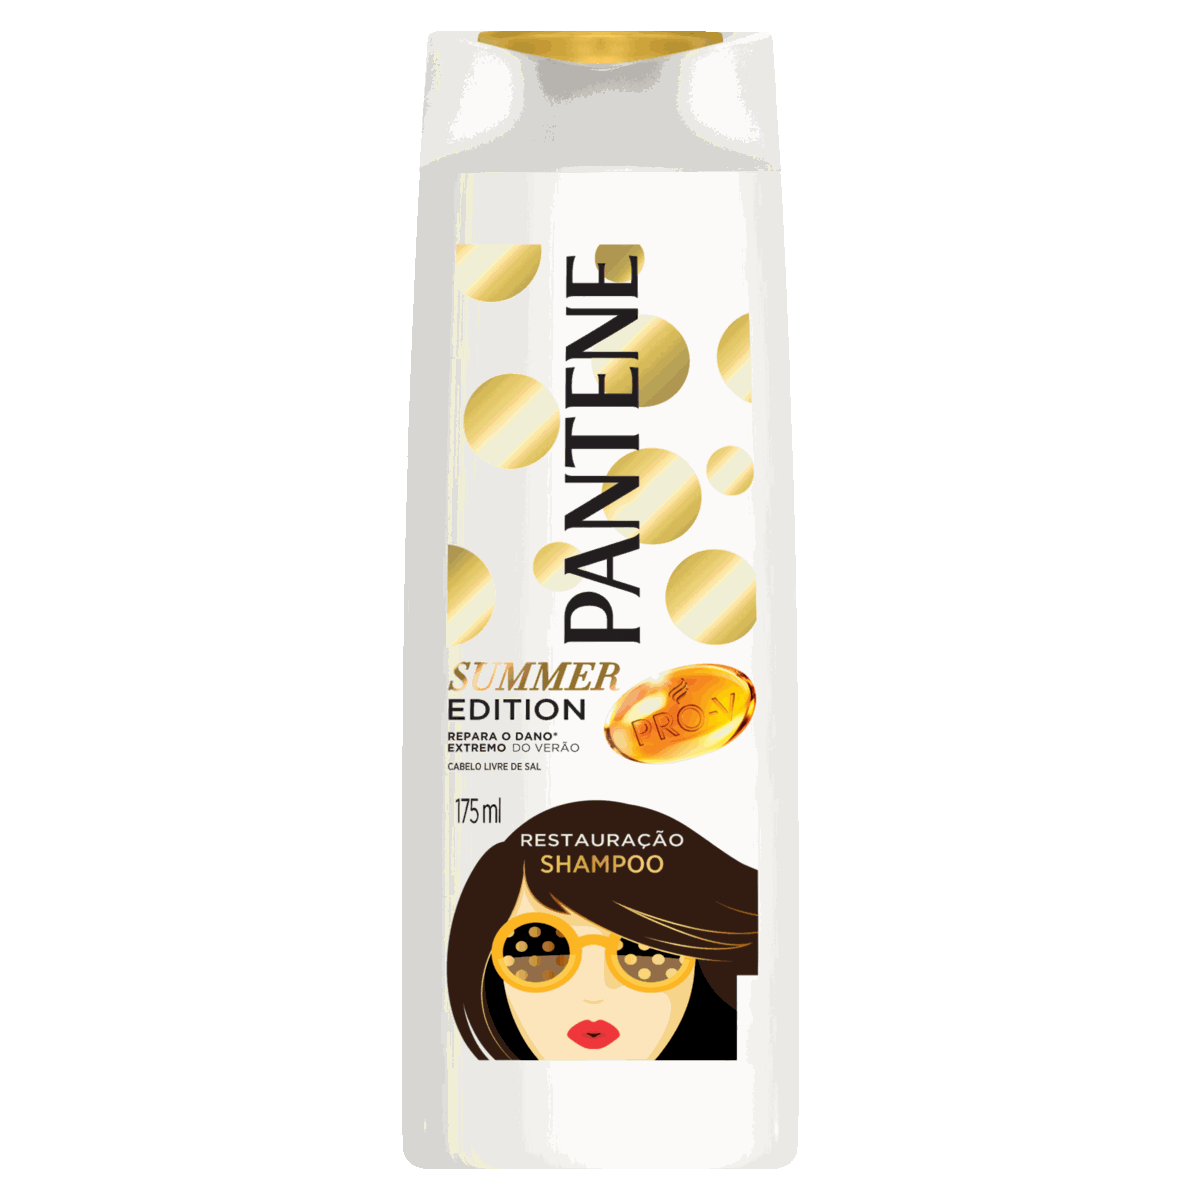 PANTENE
SUMMER
EDITION
PRO-V
REPARA O DANO*
EXTREMO DO VERÃO
CABELO LIVRE DE SAL
175 ml
RESTAURAÇÃO
SHAMPOO